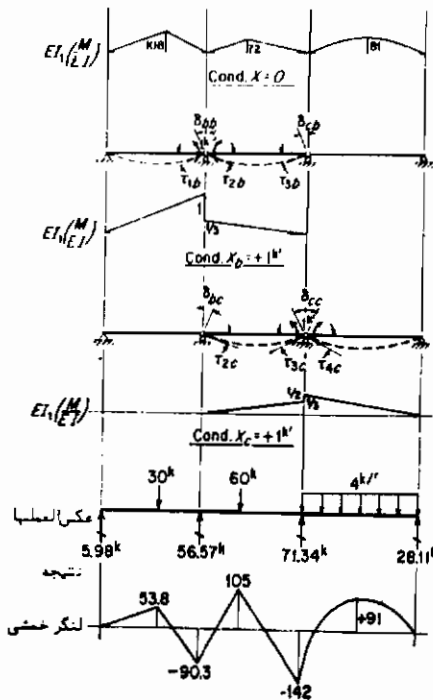 EI₁(M/EI)
108 72 81
Cond. X=0
δbb δcb
τ1b τ2b τ3b
EI₁(M/EI)
1 1/3
Cond. Xb=+1k'
δbc δcc
τ2c τ3c τ4c
EI₁(M/EI)
1/2 1/3
Cond. Xc=+1k'
30k 60k 4k/'
عکس‌العملها
5.98k 56.57k 71.34k 28.11k
نتیجه
لنگر خمشی
53.8 105 +91
-90.3 -142